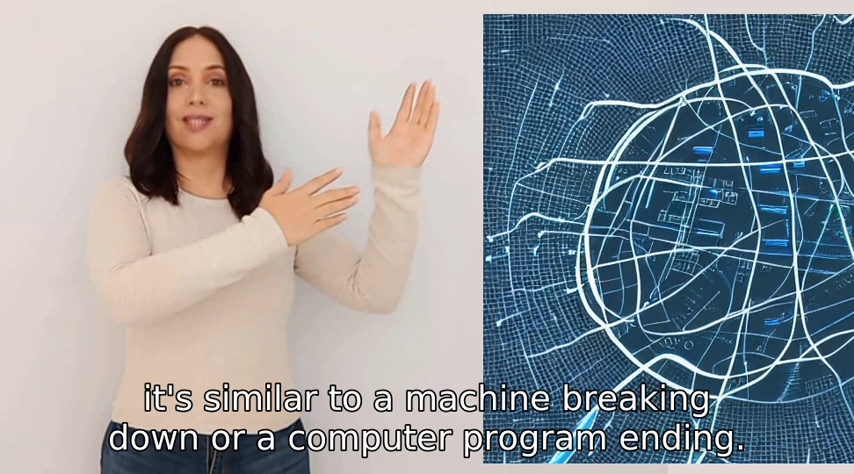 it's similar to a machine breaking
down or a computer program ending.